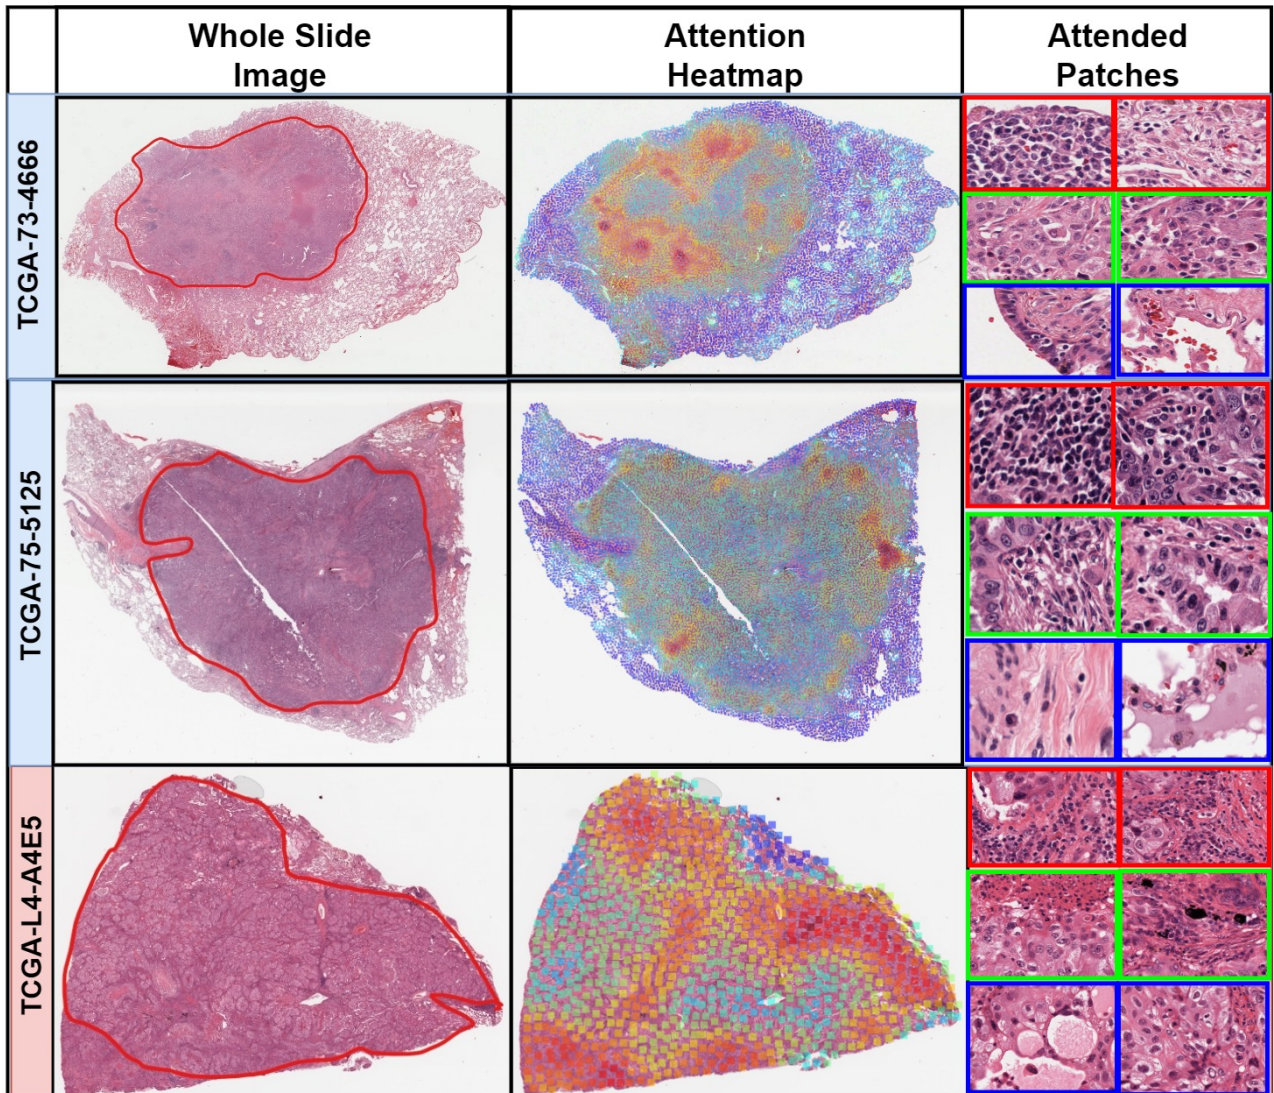 Whole Slide
Image
Attention
Heatmap
Attended
Patches
TCGA-73-4666
TCGA-75-5125
TCGA-L4-A4E5